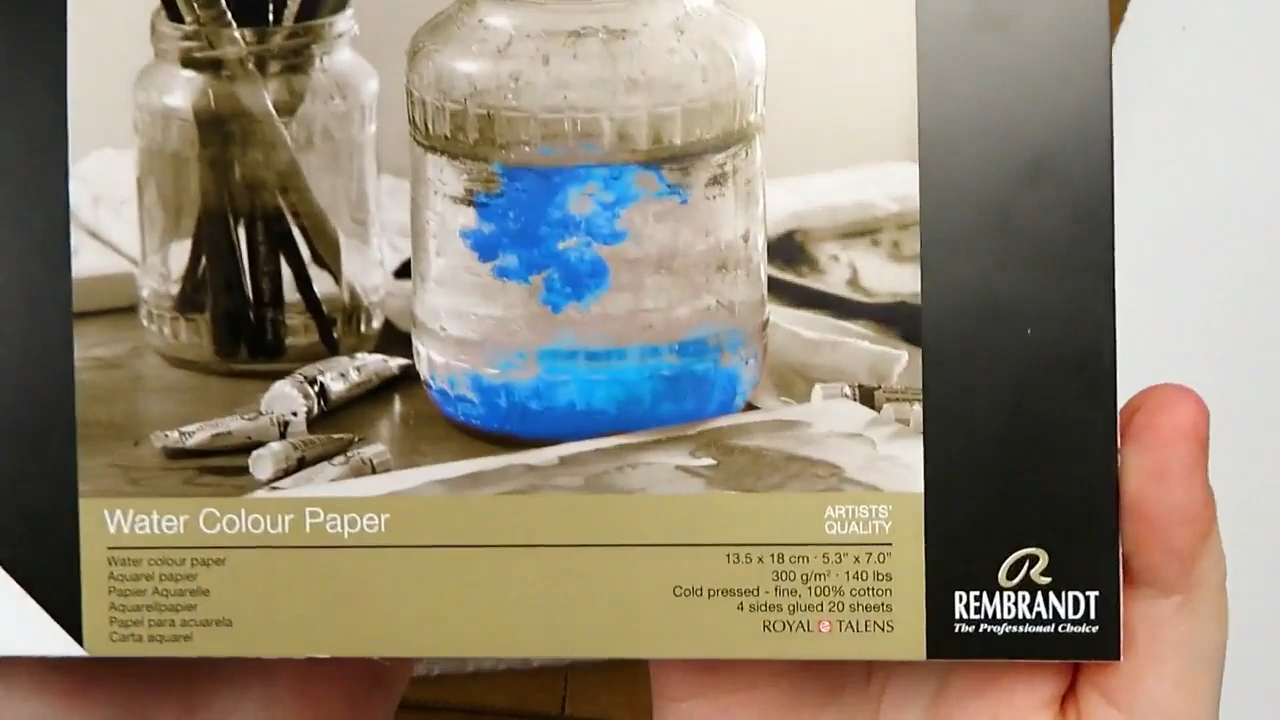 Water Colour Paper
ARTISTS'
QUALITY
Water colour paper
Aquarel papier
Papier Aquarelle
Aquarellpapier
Papel para acuarela
Carta aquarel
13.5 x 18 cm · 5.3" x 7.0"
300 g/m² · 140 lbs
Cold pressed - fine, 100% cotton
4 sides glued 20 sheets
ROYAL TALENS
REMBRANDT
The Professional Choice